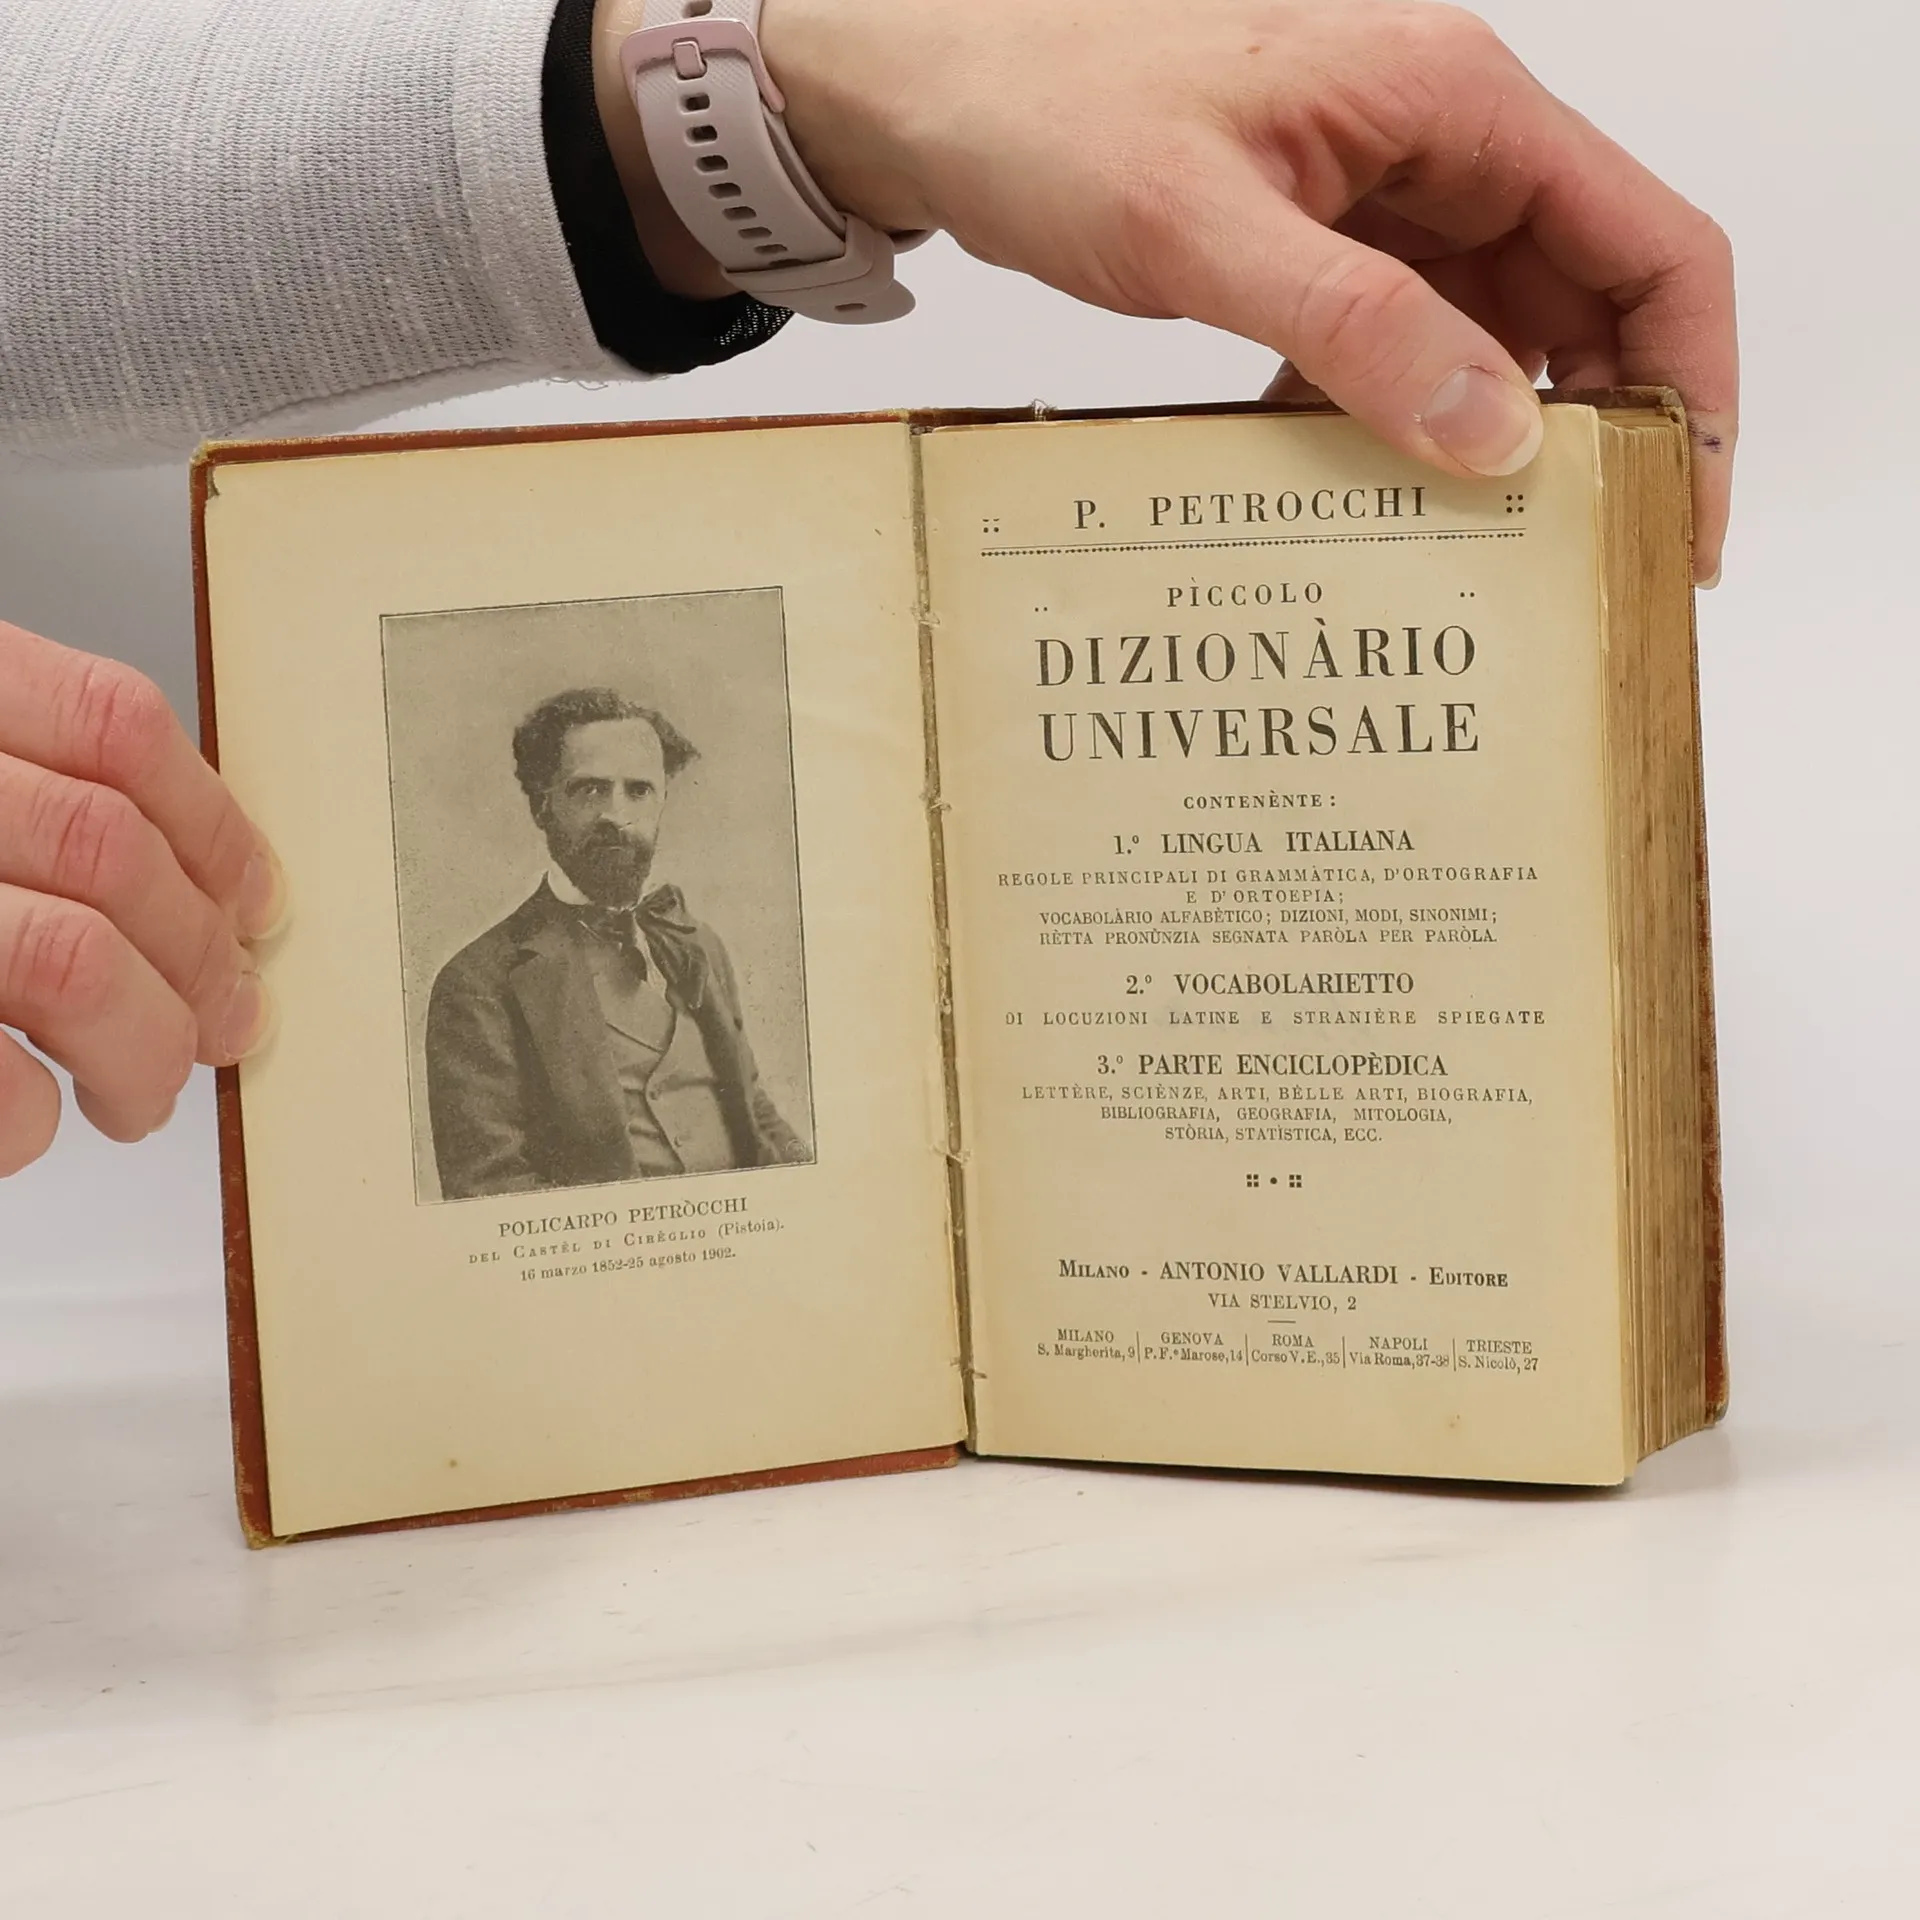 POLICARPO PETRÒCCHI
DEL CASTÈL DI CIRÈGLIO (Pistoia).
16 marzo 1852-25 agosto 1902.
P. PETROCCHI
PÌCCOLO
DIZIONÀRIO
UNIVERSALE
CONTENÈNTE:
1.º LINGUA ITALIANA
REGOLE PRINCIPALI DI GRAMMÀTICA, D'ORTOGRAFIA
E D'ORTOEPIA;
VOCABOLÀRIO ALFABÈTICO; DIZIONI, MODI, SINONIMI;
RÈTTA PRONÙNZIA SEGNATA PARÒLA PER PARÒLA.
2.º VOCABOLARIETTO
DI LOCUZIONI LATINE E STRANIÈRE SPIEGATE
3.º PARTE ENCICLOPÈDICA
LETTÈRE, SCIÈNZE, ARTI, BÈLLE ARTI, BIOGRAFIA,
BIBLIOGRAFIA, GEOGRAFIA, MITOLOGIA,
STÒRIA, STATÌSTICA, ECC.
MILANO - ANTONIO VALLARDI - EDITORE
VIA STELVIO, 2
MILANO | GENOVA | ROMA | NAPOLI | TRIESTE
S. Margherita, 9 | P. F.ª Marose, 14 | Corso V. E., 35 | Via Roma, 37-38 | S. Nicolò, 27